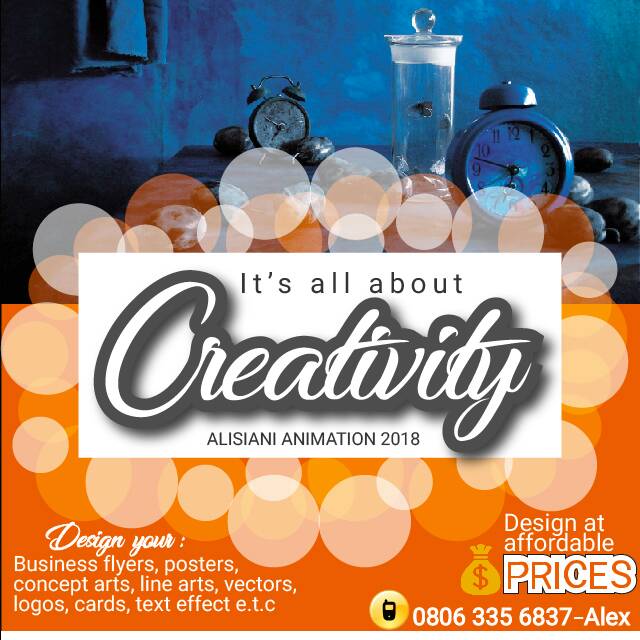 It's all about
Creativity
ALISIANI ANIMATION 2018
Design your :
Business flyers, posters,
concept arts, line arts, vectors,
logos, cards, text effect e.t.c
Design at
affordable
$ PRICES
0806 335 6837-Alex